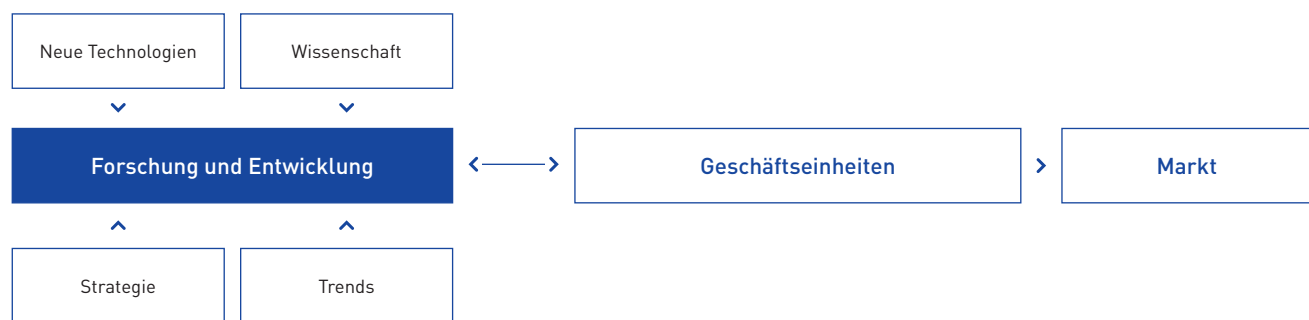 Neue Technologien
Wissenschaft
Forschung und Entwicklung
Geschäftseinheiten
Markt
Strategie
Trends